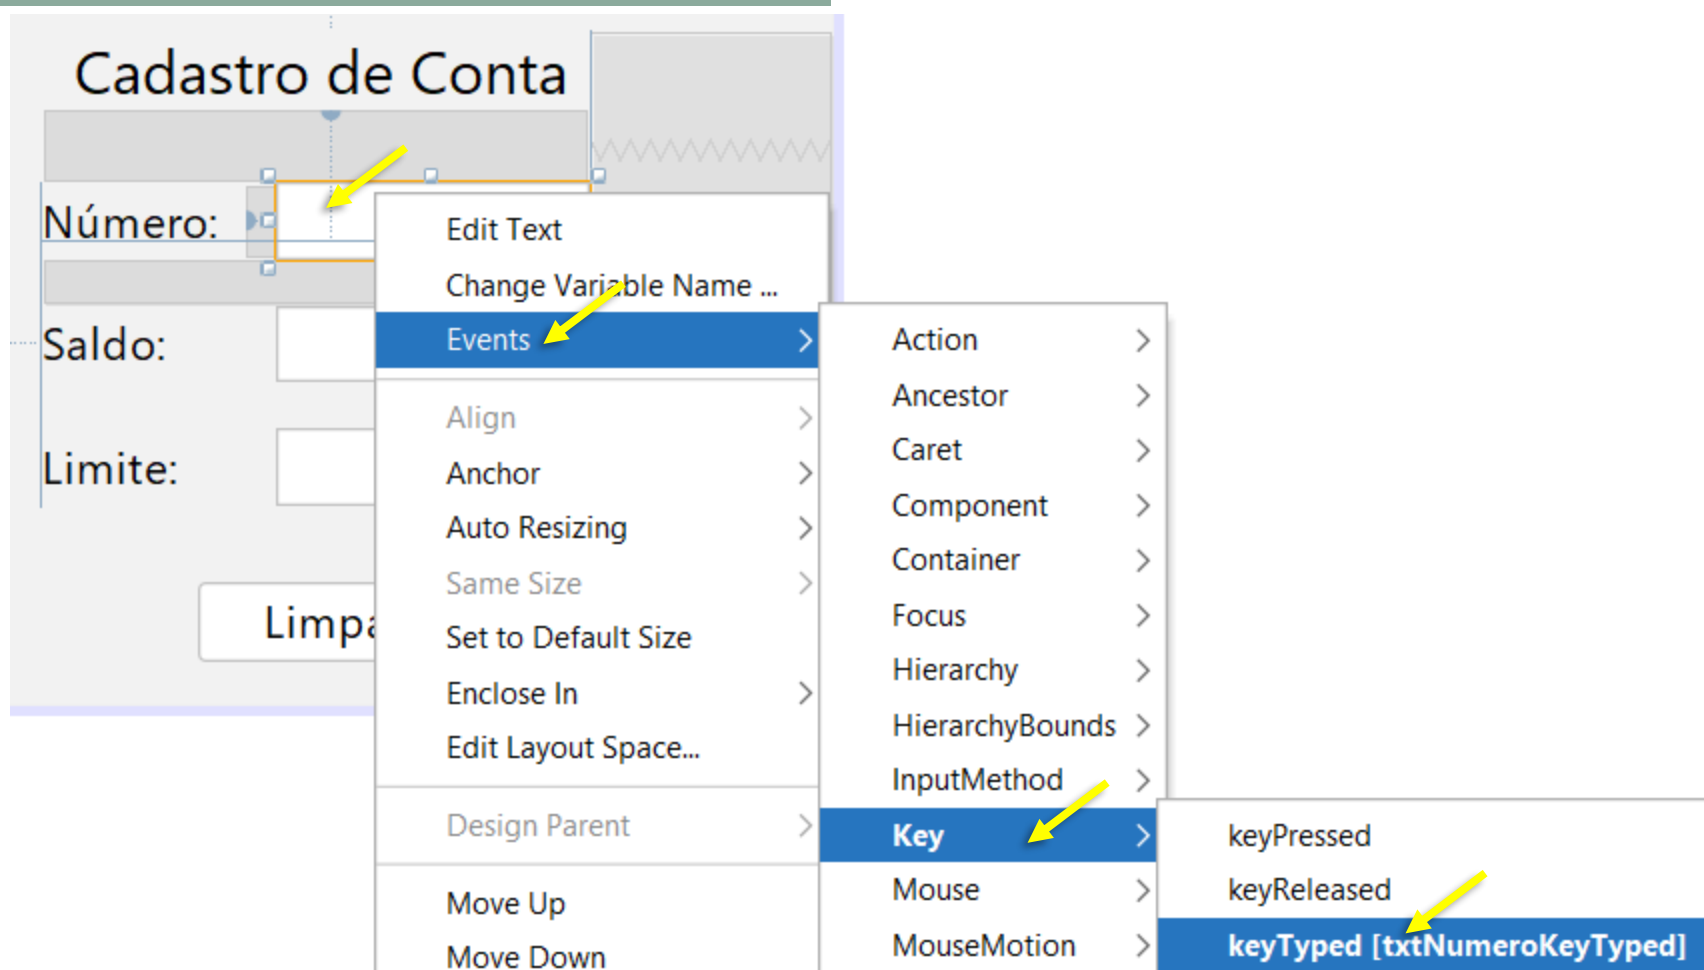 Cadastro de Conta
Número:
Saldo:
Limite:
Limpa
Edit Text
Change Variable Name ...
Events
Align
Anchor
Auto Resizing
Same Size
Set to Default Size
Enclose In
Edit Layout Space...
Design Parent
Move Up
Move Down
Action
Ancestor
Caret
Component
Container
Focus
Hierarchy
HierarchyBounds
InputMethod
Key
Mouse
MouseMotion
keyPressed
keyReleased
keyTyped [txtNumeroKeyTyped]